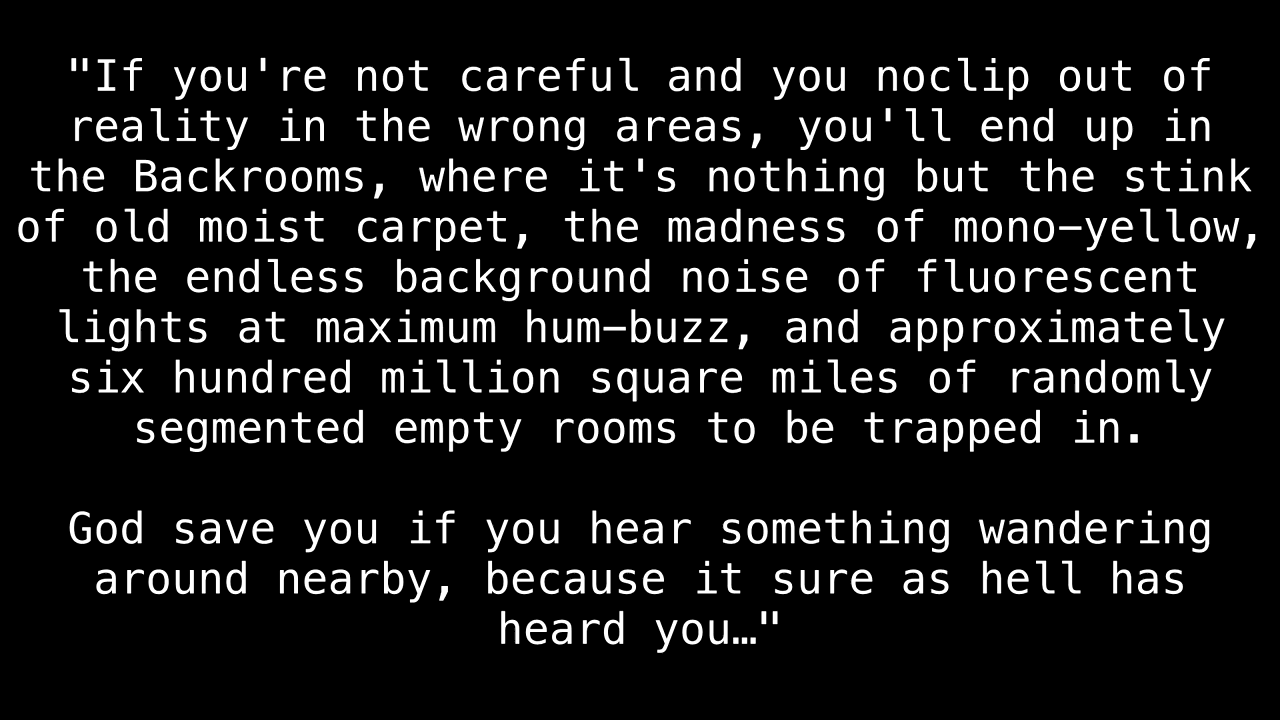 "If you're not careful and you noclip out of
reality in the wrong areas, you'll end up in
the Backrooms, where it's nothing but the stink
of old moist carpet, the madness of mono-yellow,
the endless background noise of fluorescent
lights at maximum hum-buzz, and approximately
six hundred million square miles of randomly
segmented empty rooms to be trapped in.
God save you if you hear something wandering
around nearby, because it sure as hell has
heard you…"